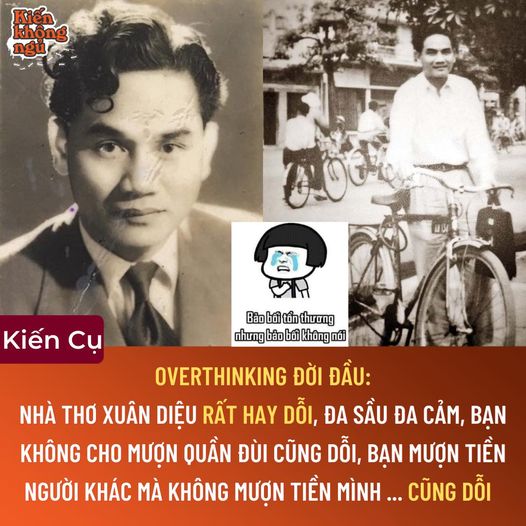 Kiến
không
ngủ
Bảo bối tổn thương
nhưng bảo bối không nói
Kiến Cụ
OVERTHINKING ĐỜI ĐẦU:
NHÀ THƠ XUÂN DIỆU RẤT HAY DỖI, ĐA SẦU ĐA CẢM, BẠN
KHÔNG CHO MƯỢN QUẦN ĐÙI CŨNG DỖI, BẠN MƯỢN TIỀN
NGƯỜI KHÁC MÀ KHÔNG MƯỢN TIỀN MÌNH ... CŨNG DỖI